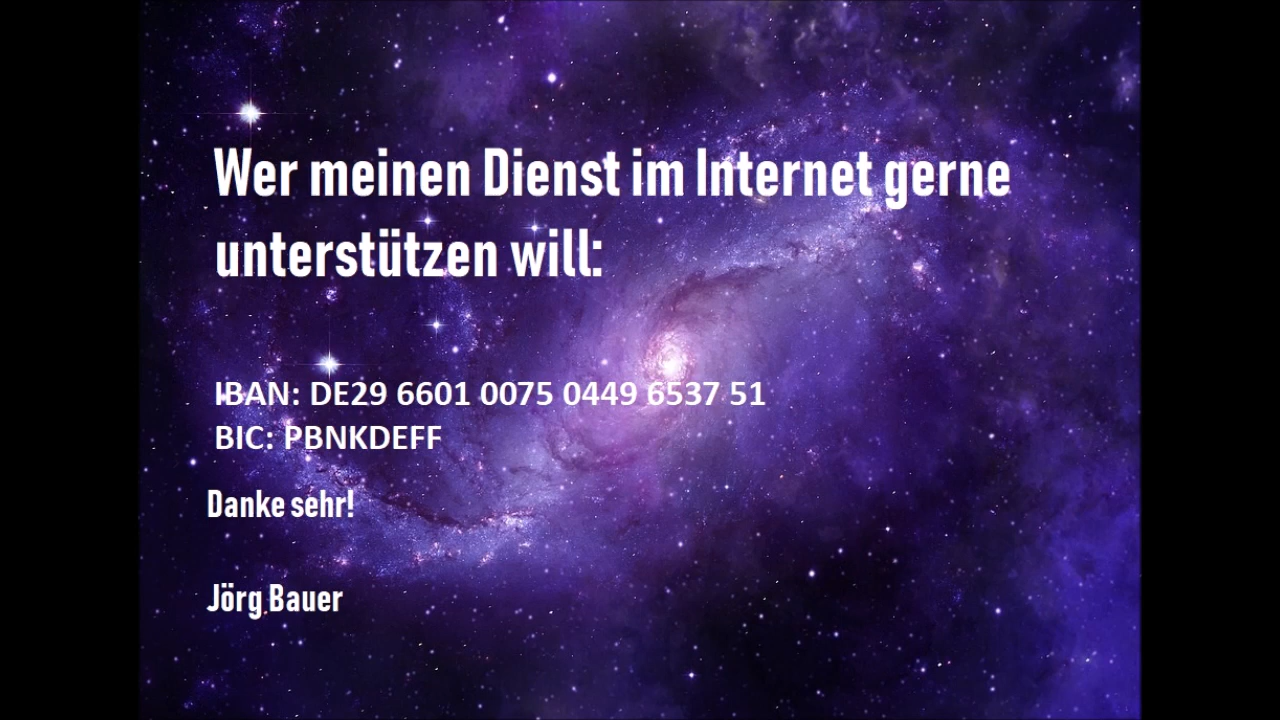 Wer meinen Dienst im Internet gerne
unterstützen will:
IBAN: DE29 6601 0075 0449 6537 51
BIC: PBNKDEFF
Danke sehr!
Jörg Bauer